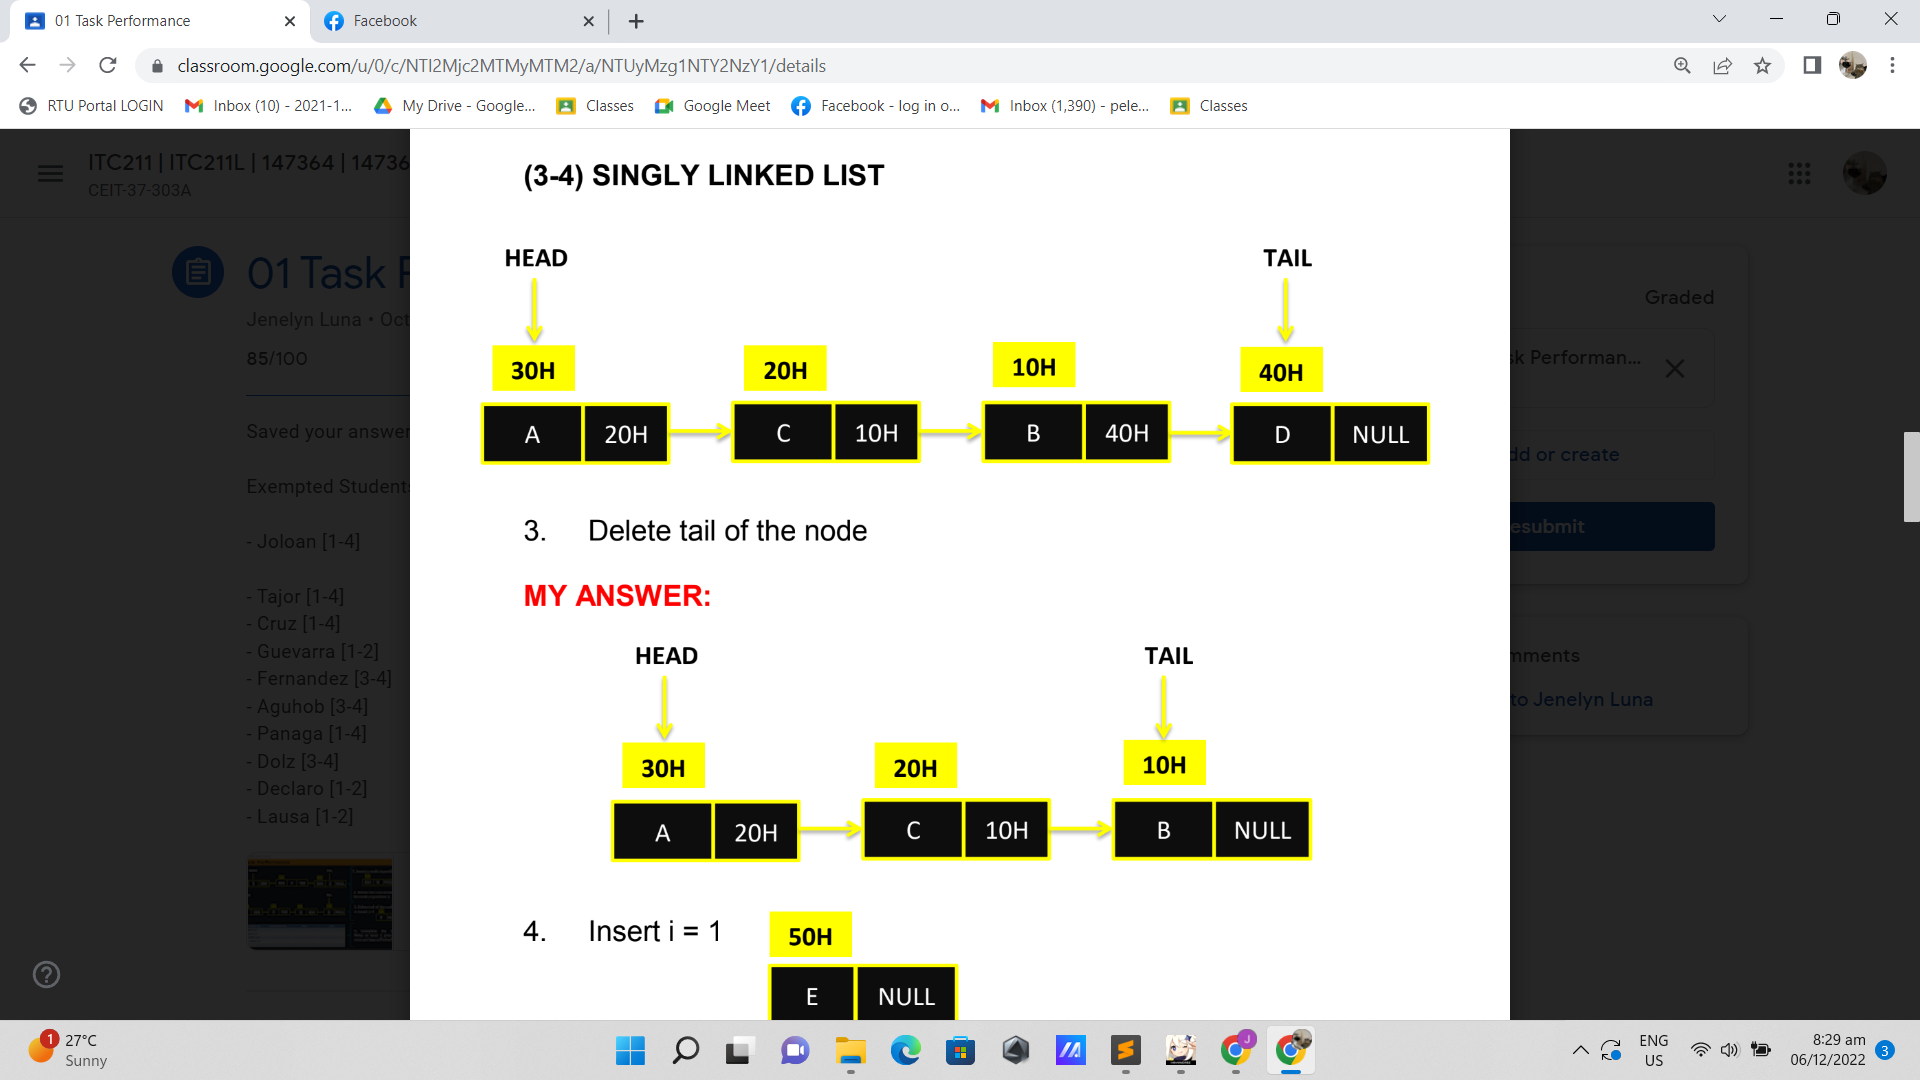 01 Task Performance
Facebook
classroom.google.com/u/0/c/NTI2Mjc2MTMyMTM2/a/NTUyMzg1NTY2NzY1/details
RTU Portal LOGIN
Inbox (10) - 2021-1...
My Drive - Google...
Classes
Google Meet
Facebook - log in o...
Inbox (1,390) - pele...
Classes
ITC211 | ITC211L | 147364 | 14736
CEIT-37-303A
01 Task P
Jenelyn Luna • Oct
85/100
Saved your answer
Exempted Student
- Joloan [1-4]
- Tajor [1-4]
- Cruz [1-4]
- Guevarra [1-2]
- Fernandez [3-4]
- Aguhob [3-4]
- Panaga [1-4]
- Dolz [3-4]
- Declaro [1-2]
- Lausa [1-2]
(3-4) SINGLY LINKED LIST
HEAD TAIL
30H 20H 10H 40H
A 20H C 10H B 40H D NULL
3. Delete tail of the node
MY ANSWER:
HEAD TAIL
30H 20H 10H
A 20H C 10H B NULL
4. Insert i = 1 50H
E NULL
Graded
sk Performan...
dd or create
esubmit
mments
to Jenelyn Luna
1
27°C
Sunny
J
ENG
US
8:29 am
06/12/2022
3